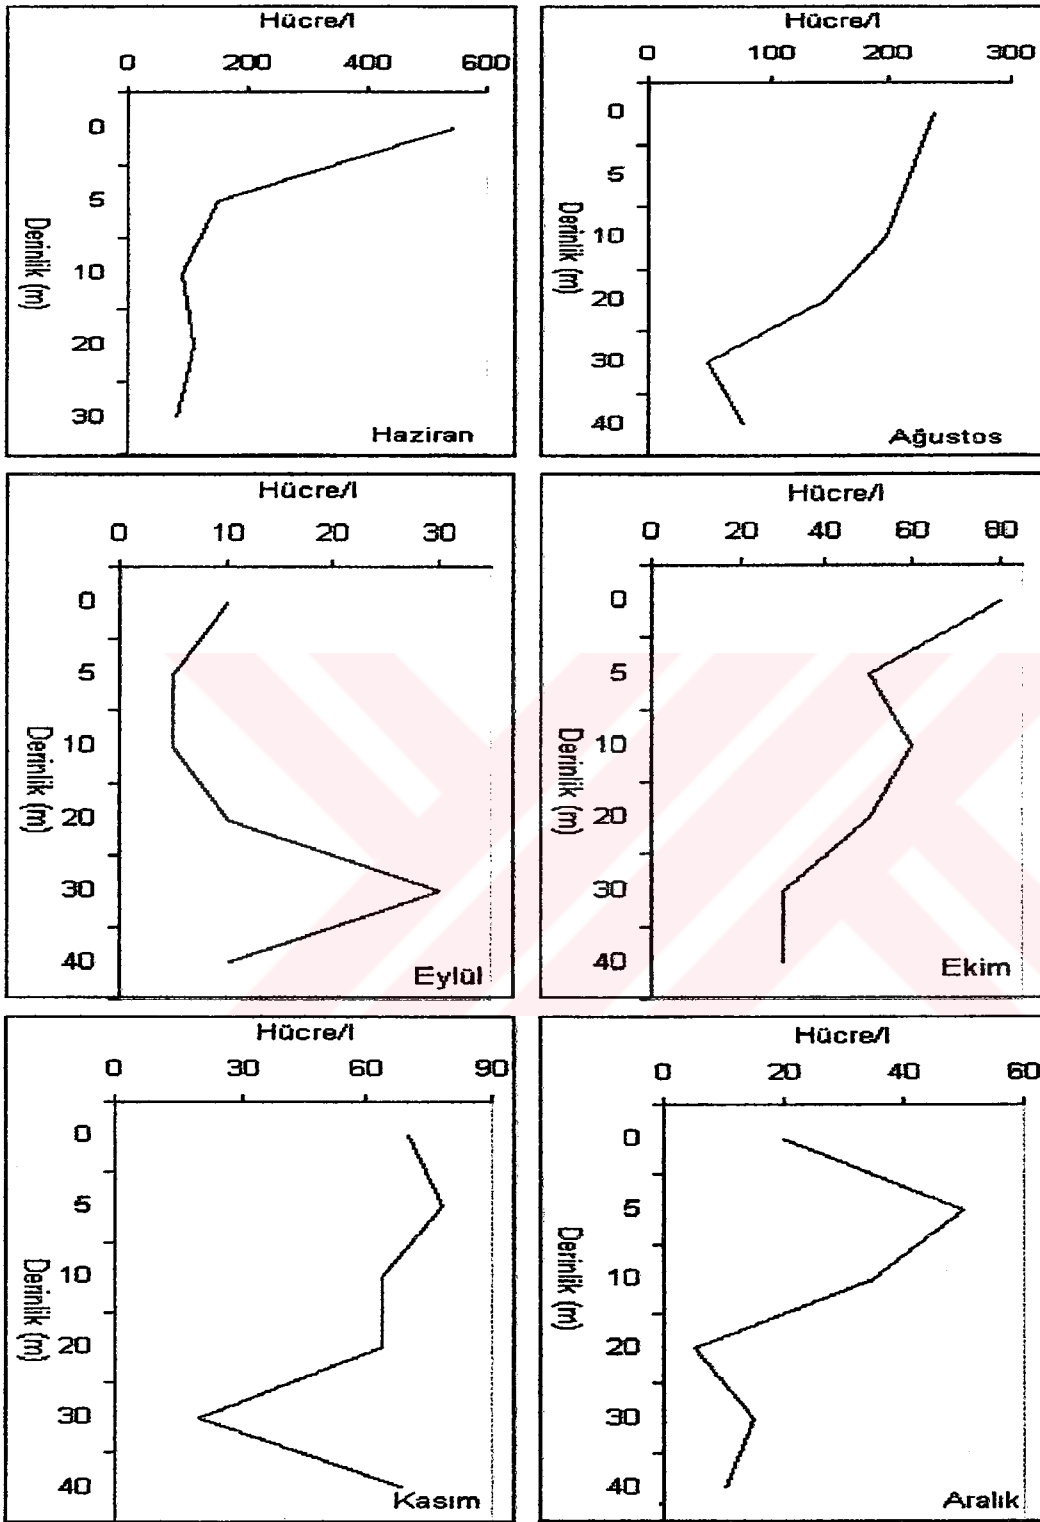 Hücre/l
0 200 400 600
0
5
10
20
30
Derinlik (m)
Haziran
Hücre/l
0 100 200 300
0
5
10
20
30
40
Derinlik (m)
Ağustos
Hücre/l
0 10 20 30
0
5
10
20
30
40
Derinlik (m)
Eylül
Hücre/l
0 20 40 60 80
0
5
10
20
30
40
Derinlik (m)
Ekim
Hücre/l
0 30 60 90
0
5
10
20
30
40
Derinlik (m)
Kasım
Hücre/l
0 20 40 60
0
5
10
20
30
40
Derinlik (m)
Aralık